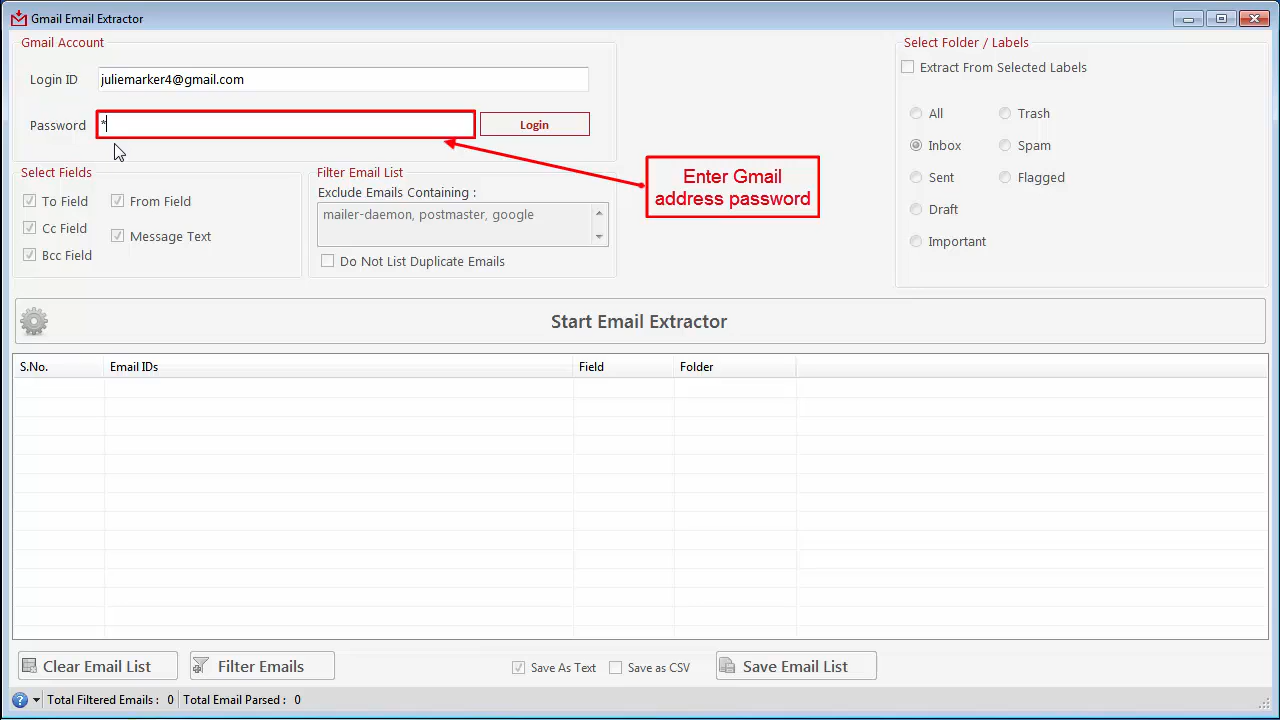 Gmail Email Extractor
Gmail Account
Login ID juliemarker4@gmail.com
Password * Login
Enter Gmail
address password
Select Fields
To Field From Field
Cc Field
Message Text
Bcc Field
Filter Email List
Exclude Emails Containing :
mailer-daemon, postmaster, google
Do Not List Duplicate Emails
Select Folder / Labels
Extract From Selected Labels
All Trash
Inbox Spam
Sent Flagged
Draft
Important
Start Email Extractor
S.No. Email IDs Field Folder
Clear Email List Filter Emails Save As Text Save as CSV Save Email List
Total Filtered Emails : 0 Total Email Parsed : 0